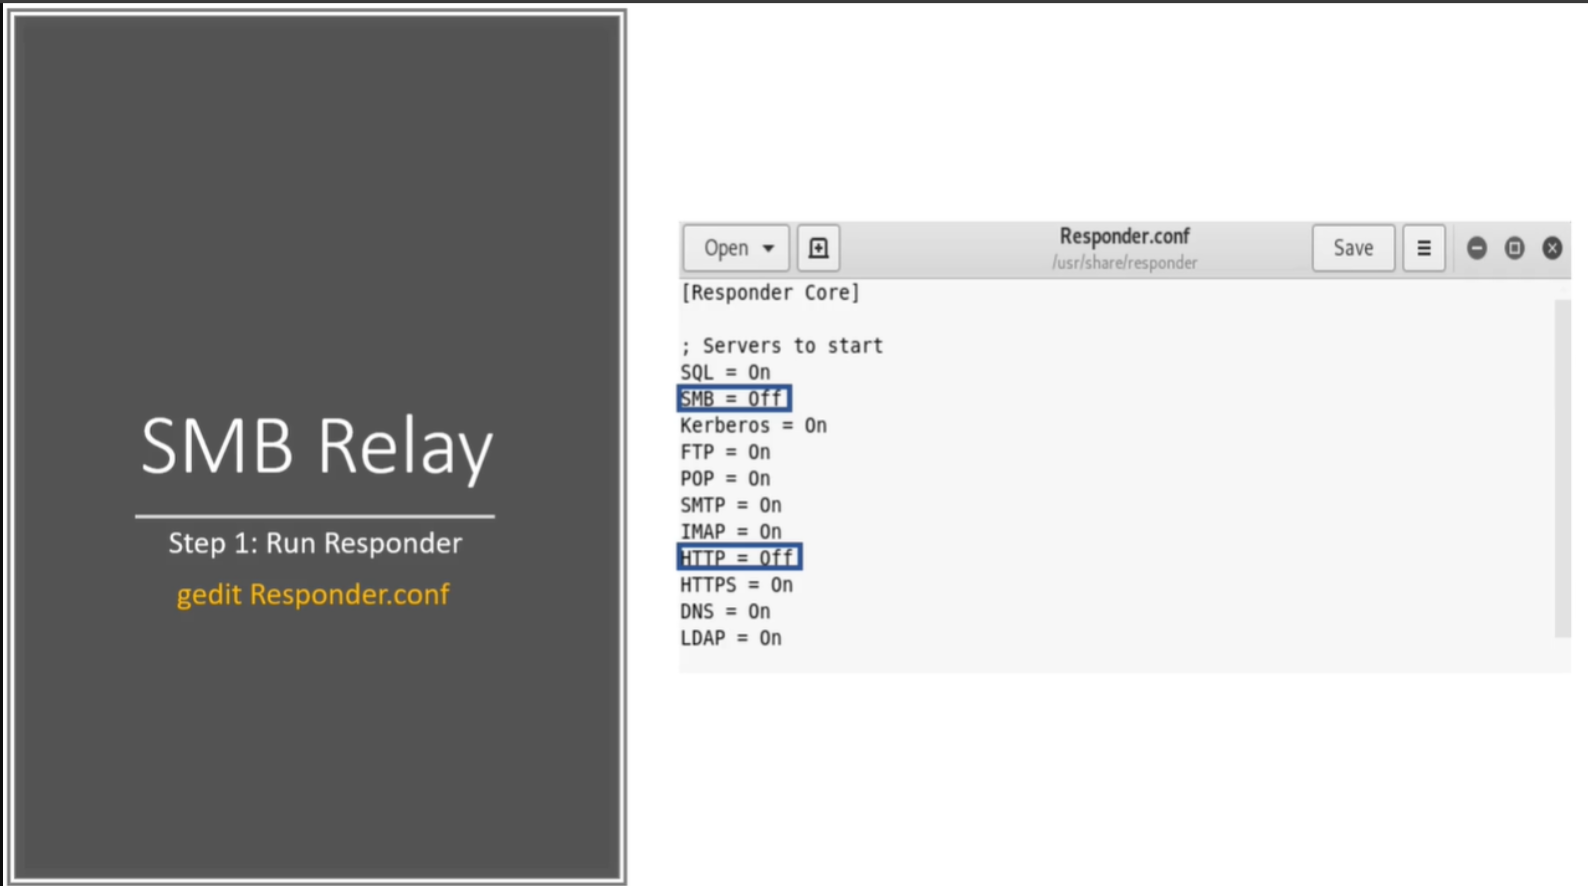 SMB Relay
Step 1: Run Responder
gedit Responder.conf
Open
Responder.conf
/usr/share/responder
Save
[Responder Core]
; Servers to start
SQL = On
SMB = Off
Kerberos = On
FTP = On
POP = On
SMTP = On
IMAP = On
HTTP = Off
HTTPS = On
DNS = On
LDAP = On